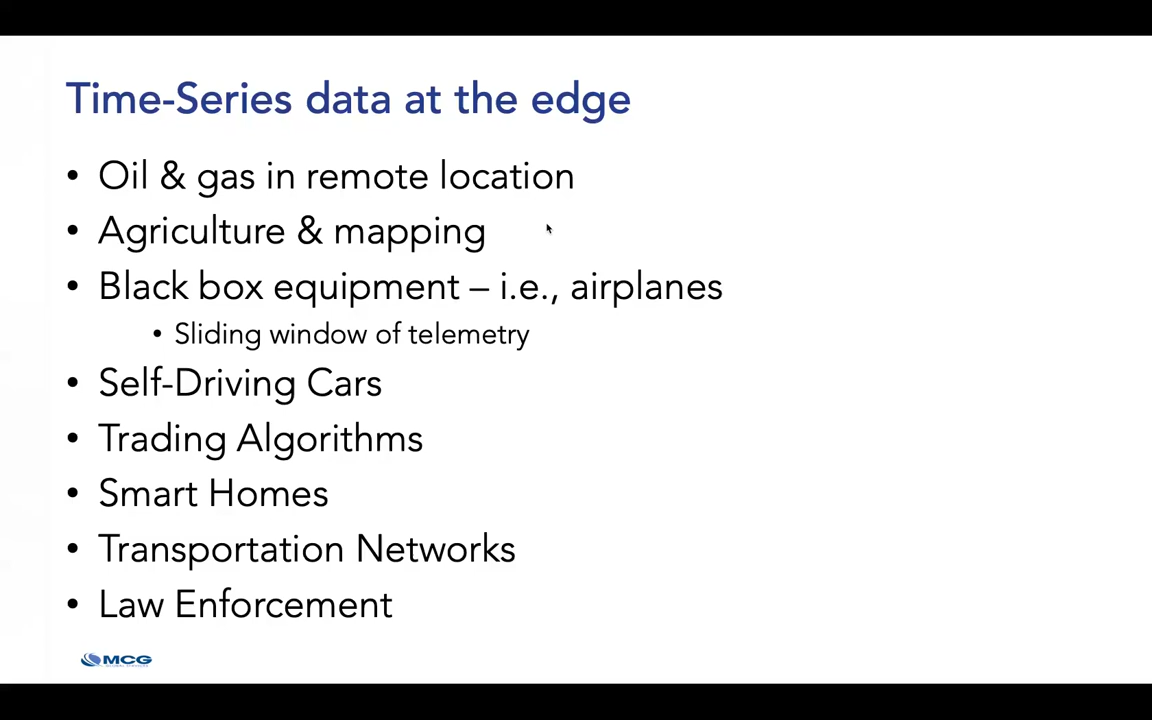 Time-Series data at the edge
• Oil & gas in remote location
• Agriculture & mapping
• Black box equipment – i.e., airplanes
• Sliding window of telemetry
• Self-Driving Cars
• Trading Algorithms
• Smart Homes
• Transportation Networks
• Law Enforcement
MCG